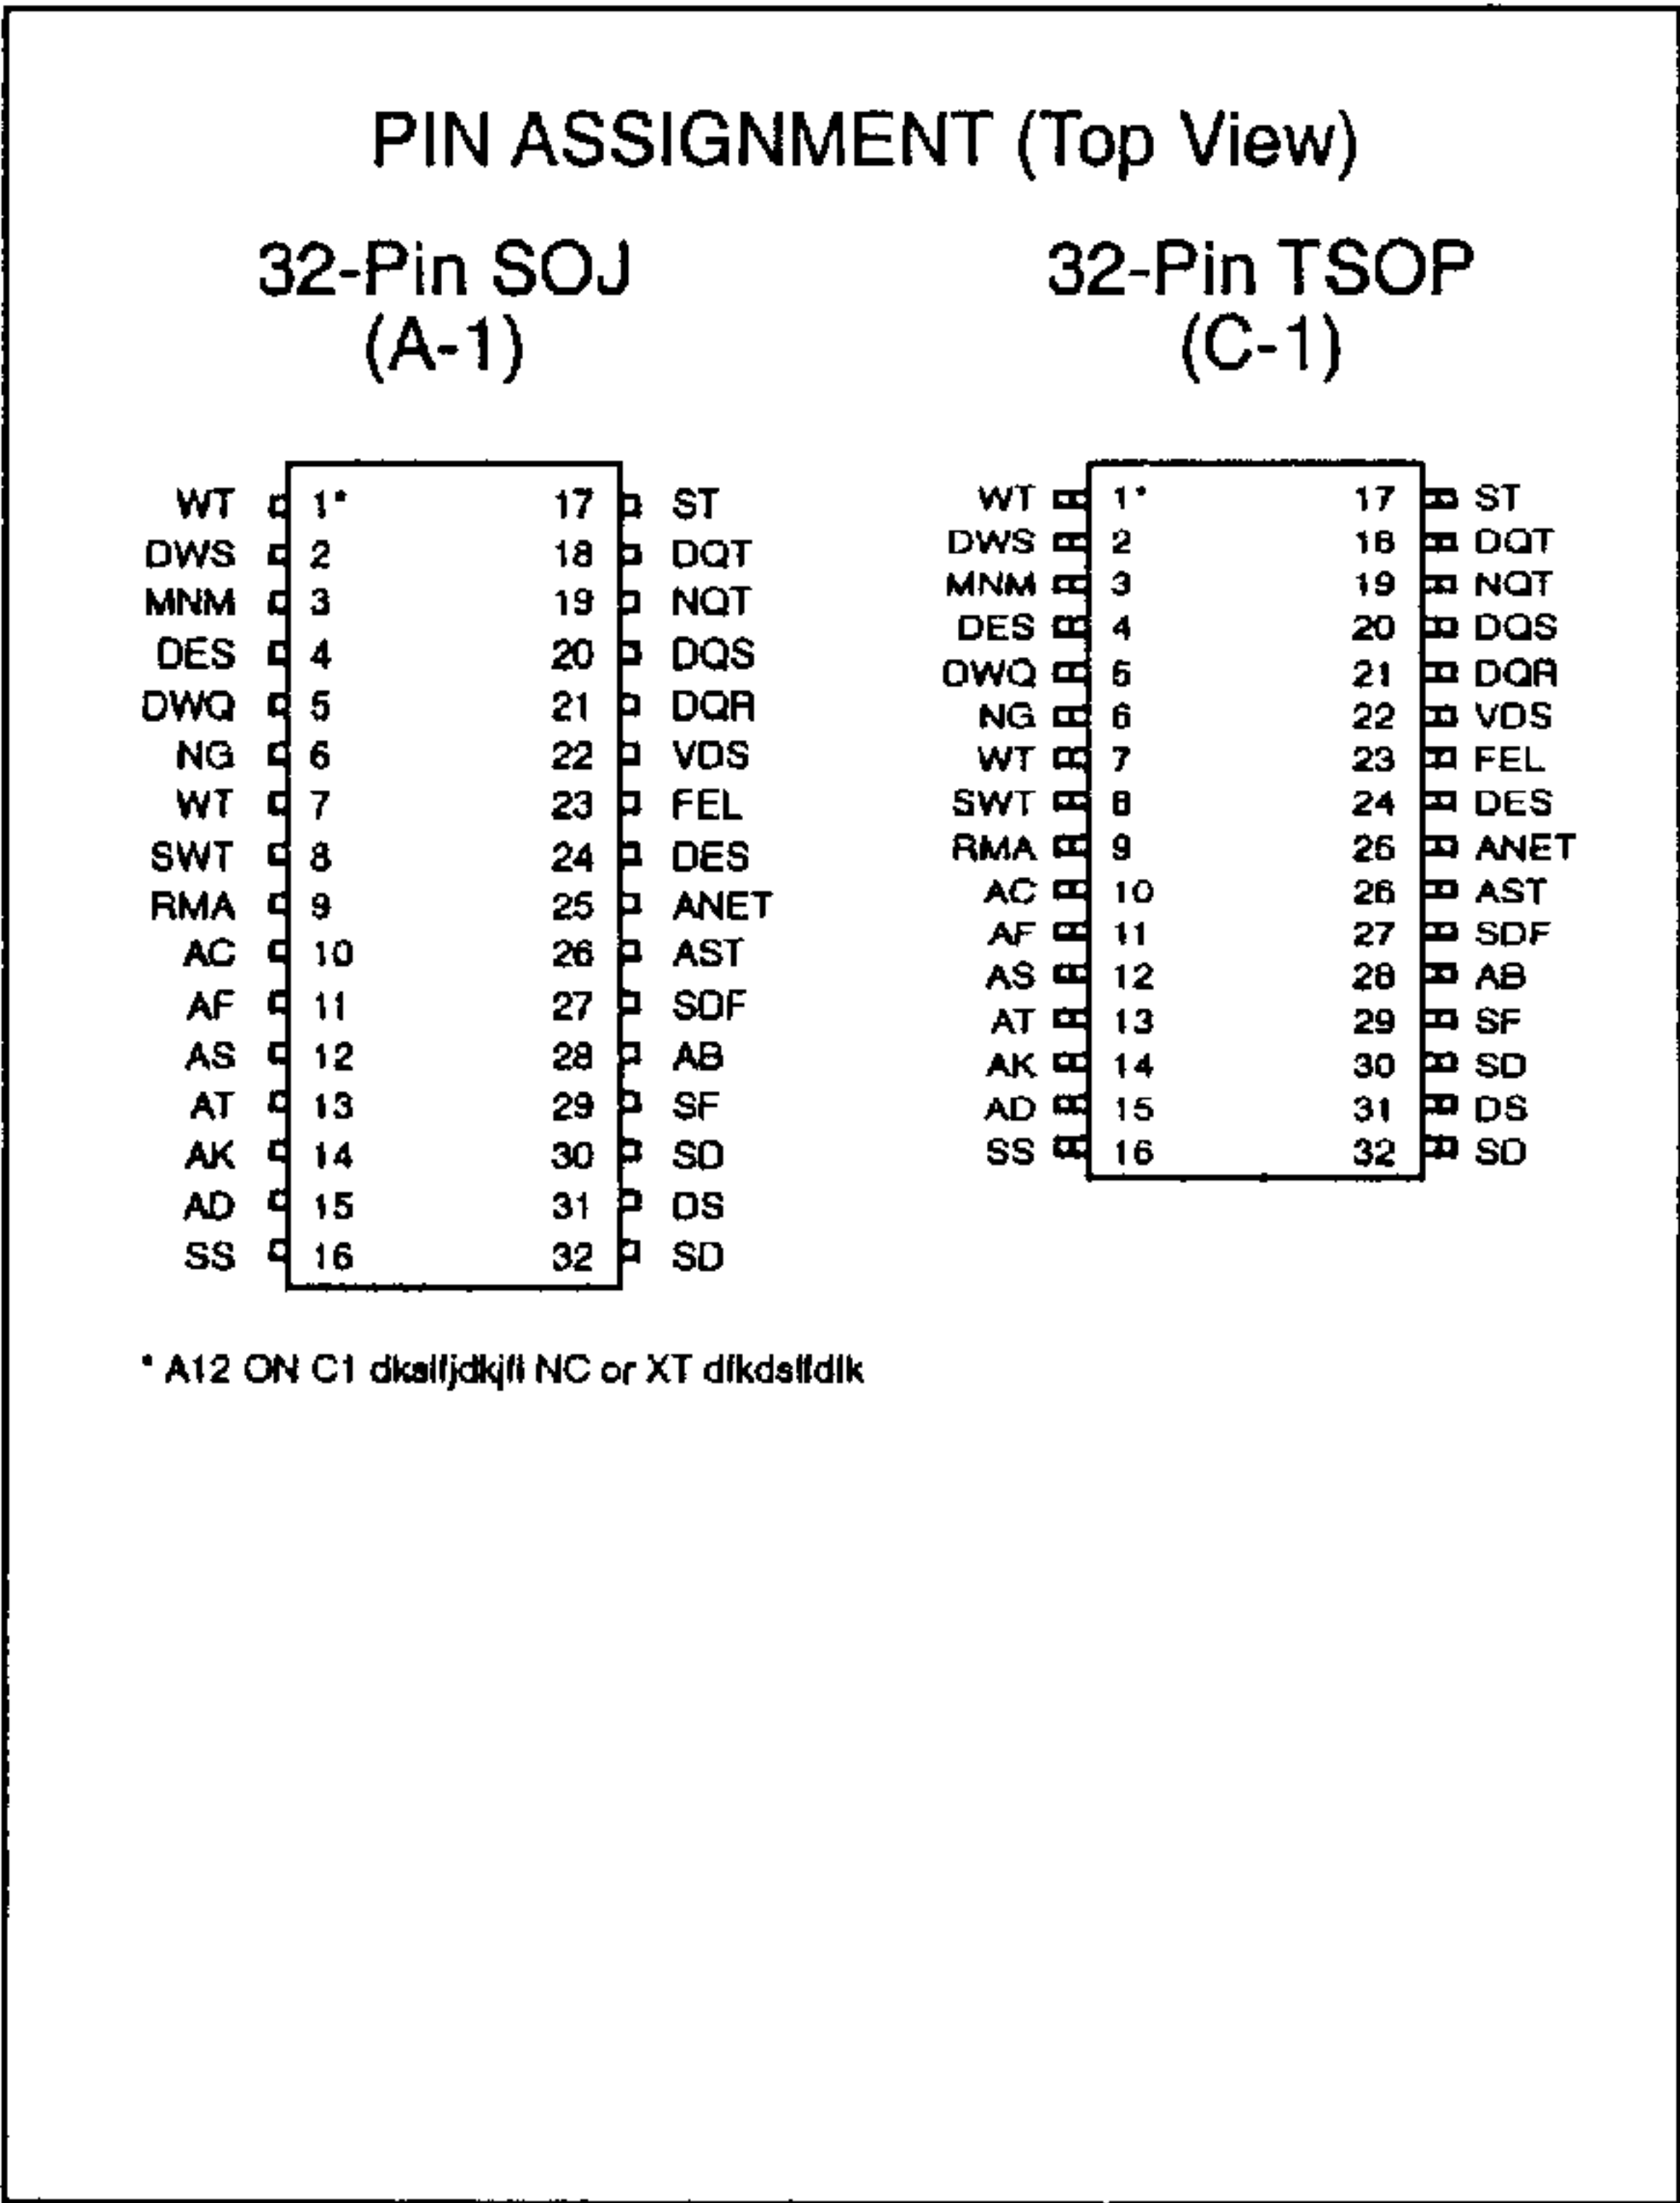 PIN ASSIGNMENT (Top View)
32-Pin SOJ
(A-1)
WT 1* 17 ST
DWS 2 18 DQT
MNM 3 19 NQT
DES 4 20 DQS
DWQ 5 21 DQR
NG 6 22 VDS
WT 7 23 FEL
SWT 8 24 DES
RMA 9 25 ANET
AC 10 26 AST
AF 11 27 SDF
AS 12 28 AB
AT 13 29 SF
AK 14 30 SD
AD 15 31 DS
SS 16 32 SD
32-Pin TSOP
(C-1)
WT 1* 17 ST
DWS 2 18 DQT
MNM 3 19 NQT
DES 4 20 DQS
DWQ 5 21 DQR
NG 6 22 VDS
WT 7 23 FEL
SWT 8 24 DES
RMA 9 25 ANET
AC 10 26 AST
AF 11 27 SDF
AS 12 28 AB
AT 13 29 SF
AK 14 30 SD
AD 15 31 DS
SS 16 32 SD
* A12 ON C1 NC or XT